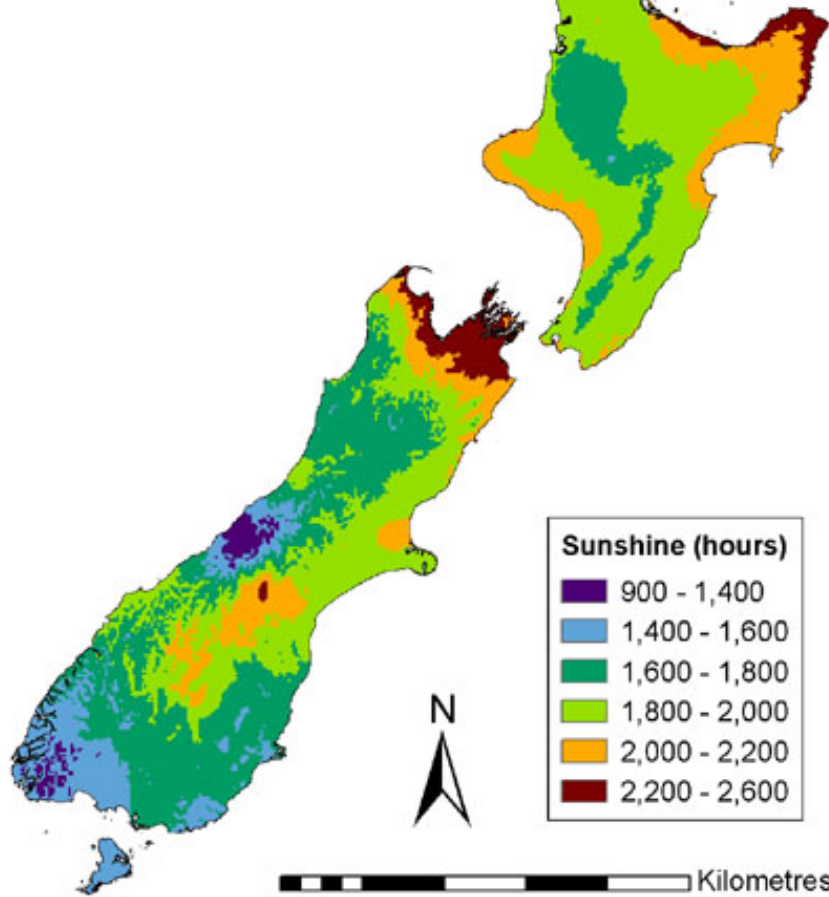 Sunshine (hours)
900 - 1,400
1,400 - 1,600
1,600 - 1,800
1,800 - 2,000
2,000 - 2,200
2,200 - 2,600
N
Kilometres